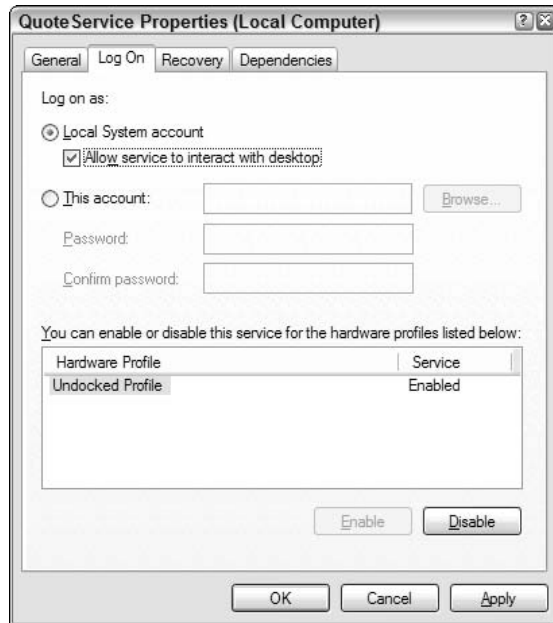 QuoteService Properties (Local Computer)
General Log On Recovery Dependencies
Log on as:
Local System account
Allow service to interact with desktop
This account: Browse...
Password:
Confirm password:
You can enable or disable this service for the hardware profiles listed below:
Hardware Profile Service
Undocked Profile Enabled
Enable Disable
OK Cancel Apply